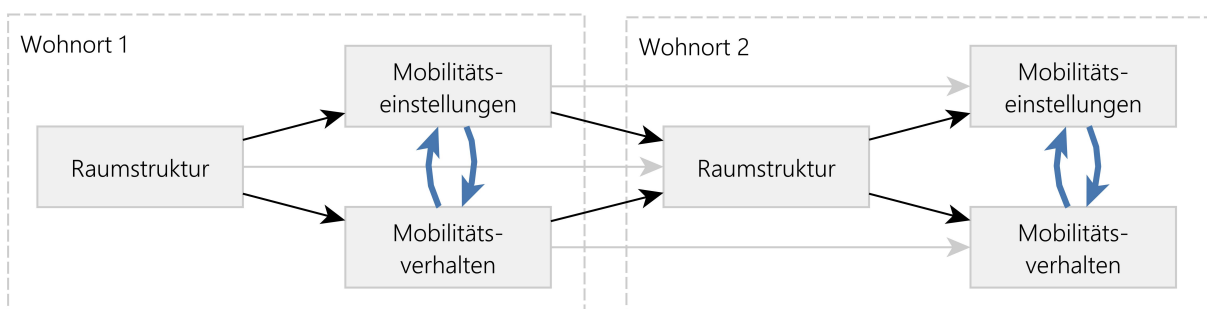 Wohnort 1
Mobilitäts-
einstellungen
Raumstruktur
Mobilitäts-
verhalten
Wohnort 2
Raumstruktur
Mobilitäts-
einstellungen
Mobilitäts-
verhalten